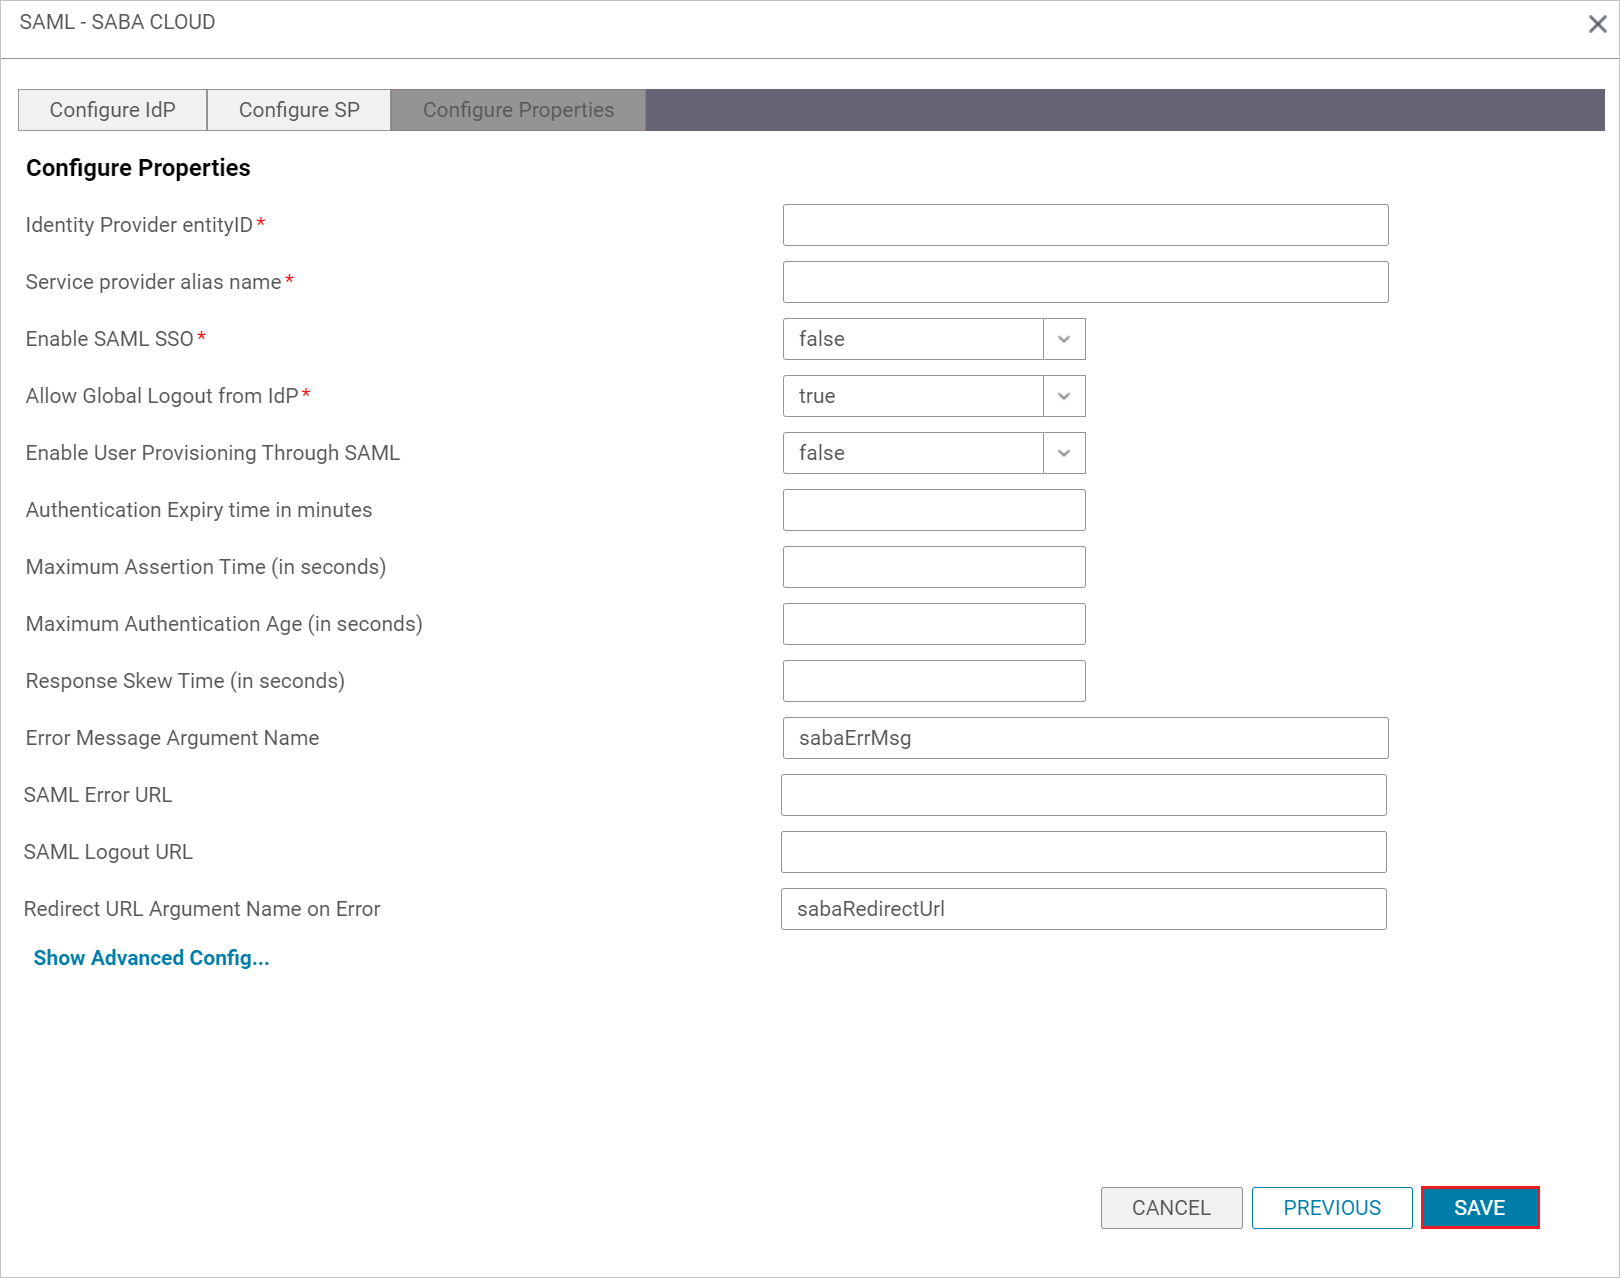 SAML - SABA CLOUD
Configure IdP Configure SP Configure Properties
Configure Properties
Identity Provider entityID*
Service provider alias name*
Enable SAML SSO* false
Allow Global Logout from IdP* true
Enable User Provisioning Through SAML false
Authentication Expiry time in minutes
Maximum Assertion Time (in seconds)
Maximum Authentication Age (in seconds)
Response Skew Time (in seconds)
Error Message Argument Name sabaErrMsg
SAML Error URL
SAML Logout URL
Redirect URL Argument Name on Error sabaRedirectUrl
Show Advanced Config...
CANCEL PREVIOUS SAVE